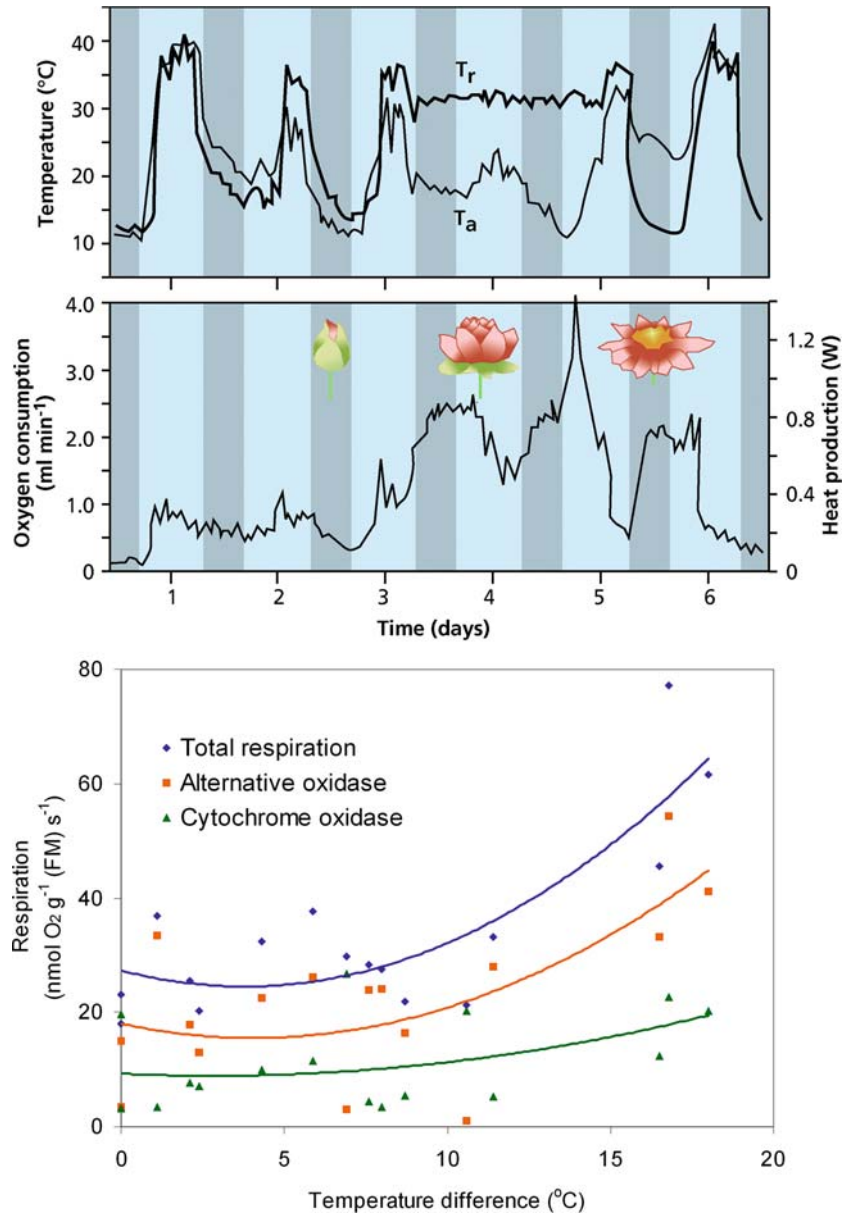 Temperature (°C)
40
30
20
10
Tr
Ta
Oxygen consumption
(ml min⁻¹)
4.0
3.0
2.0
1.0
0
Heat production (W)
1.2
0.8
0.4
0
1 2 3 4 5 6
Time (days)
Respiration
(nmol O₂ g⁻¹ (FM) s⁻¹)
80
60
40
20
0
Total respiration
Alternative oxidase
Cytochrome oxidase
0 5 10 15 20
Temperature difference (°C)